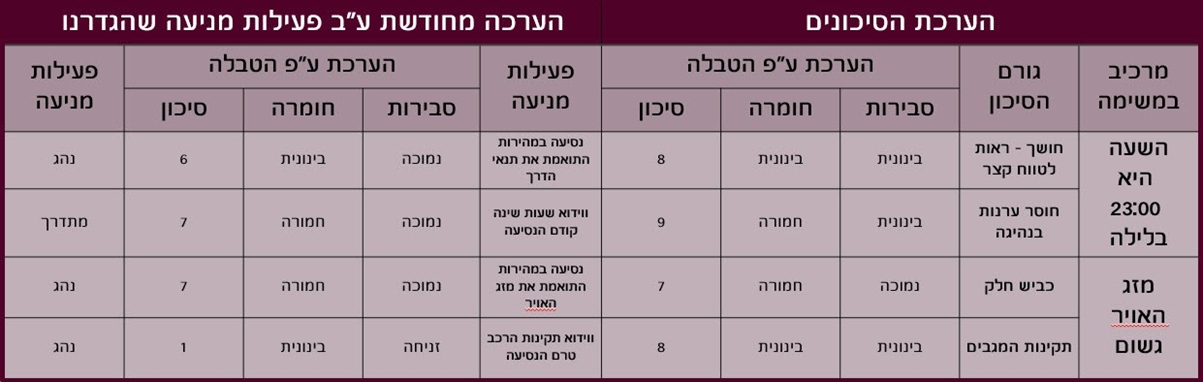 הערכת הסיכונים
הערכה מחודשת ע"ב פעילות מניעה שהגדרנו
מרכיב
במשימה
גורם
הסיכון
הערכת ע"פ הטבלה
סבירות
חומרה
סיכון
פעילות
מניעה
הערכת ע"פ הטבלה
סבירות
חומרה
סיכון
פעילות
מניעה
השעה
היא
23:00
בלילה
חושך - ראות
לטווח קצר
בינונית
בינונית
8
נסיעה במהירות
התואמת את תנאי
הדרך
נמוכה
בינונית
6
נהג
חוסר ערנות
בנהיגה
בינונית
חמורה
9
ווידוא שעות שינה
קודם הנסיעה
נמוכה
חמורה
7
מתדרך
מזג
האויר
גשום
כביש חלק
נמוכה
חמורה
7
נסיעה במהירות
התואמת את מזג
האויר
נמוכה
חמורה
7
נהג
תקינות המגבים
בינונית
בינונית
8
ווידוא תקינות הרכב
טרם הנסיעה
זניחה
בינונית
1
נהג